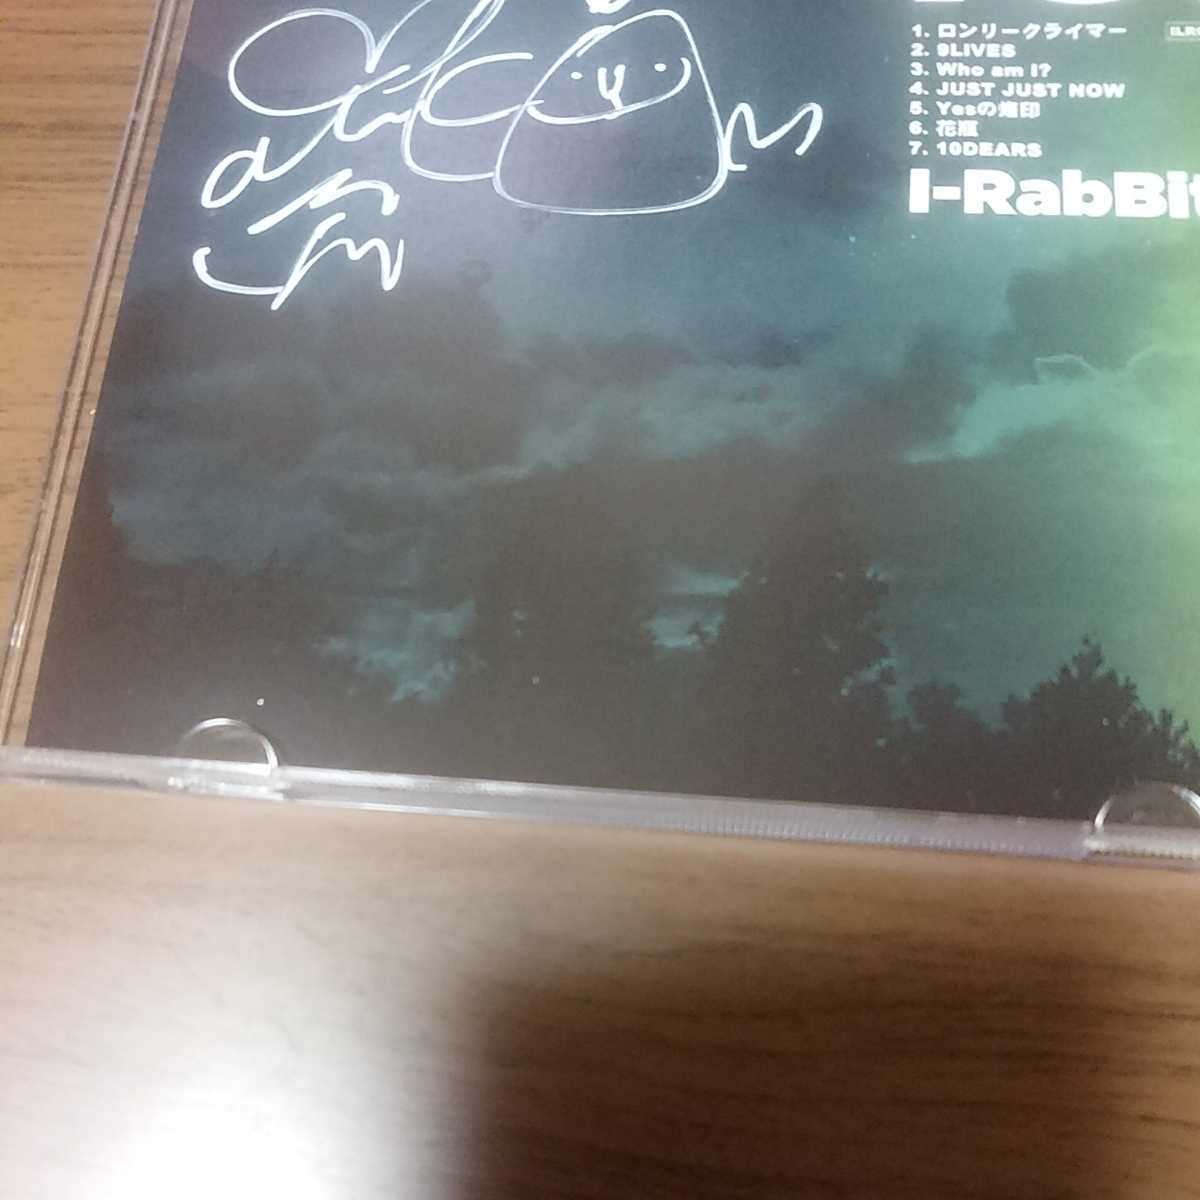 1. ロンリークライマー
2. 9LIVES
3. Who am I?
4. JUST JUST NOW
5. Yesの烙印
6. 花瓶
7. 10DEARS
I-RabBit